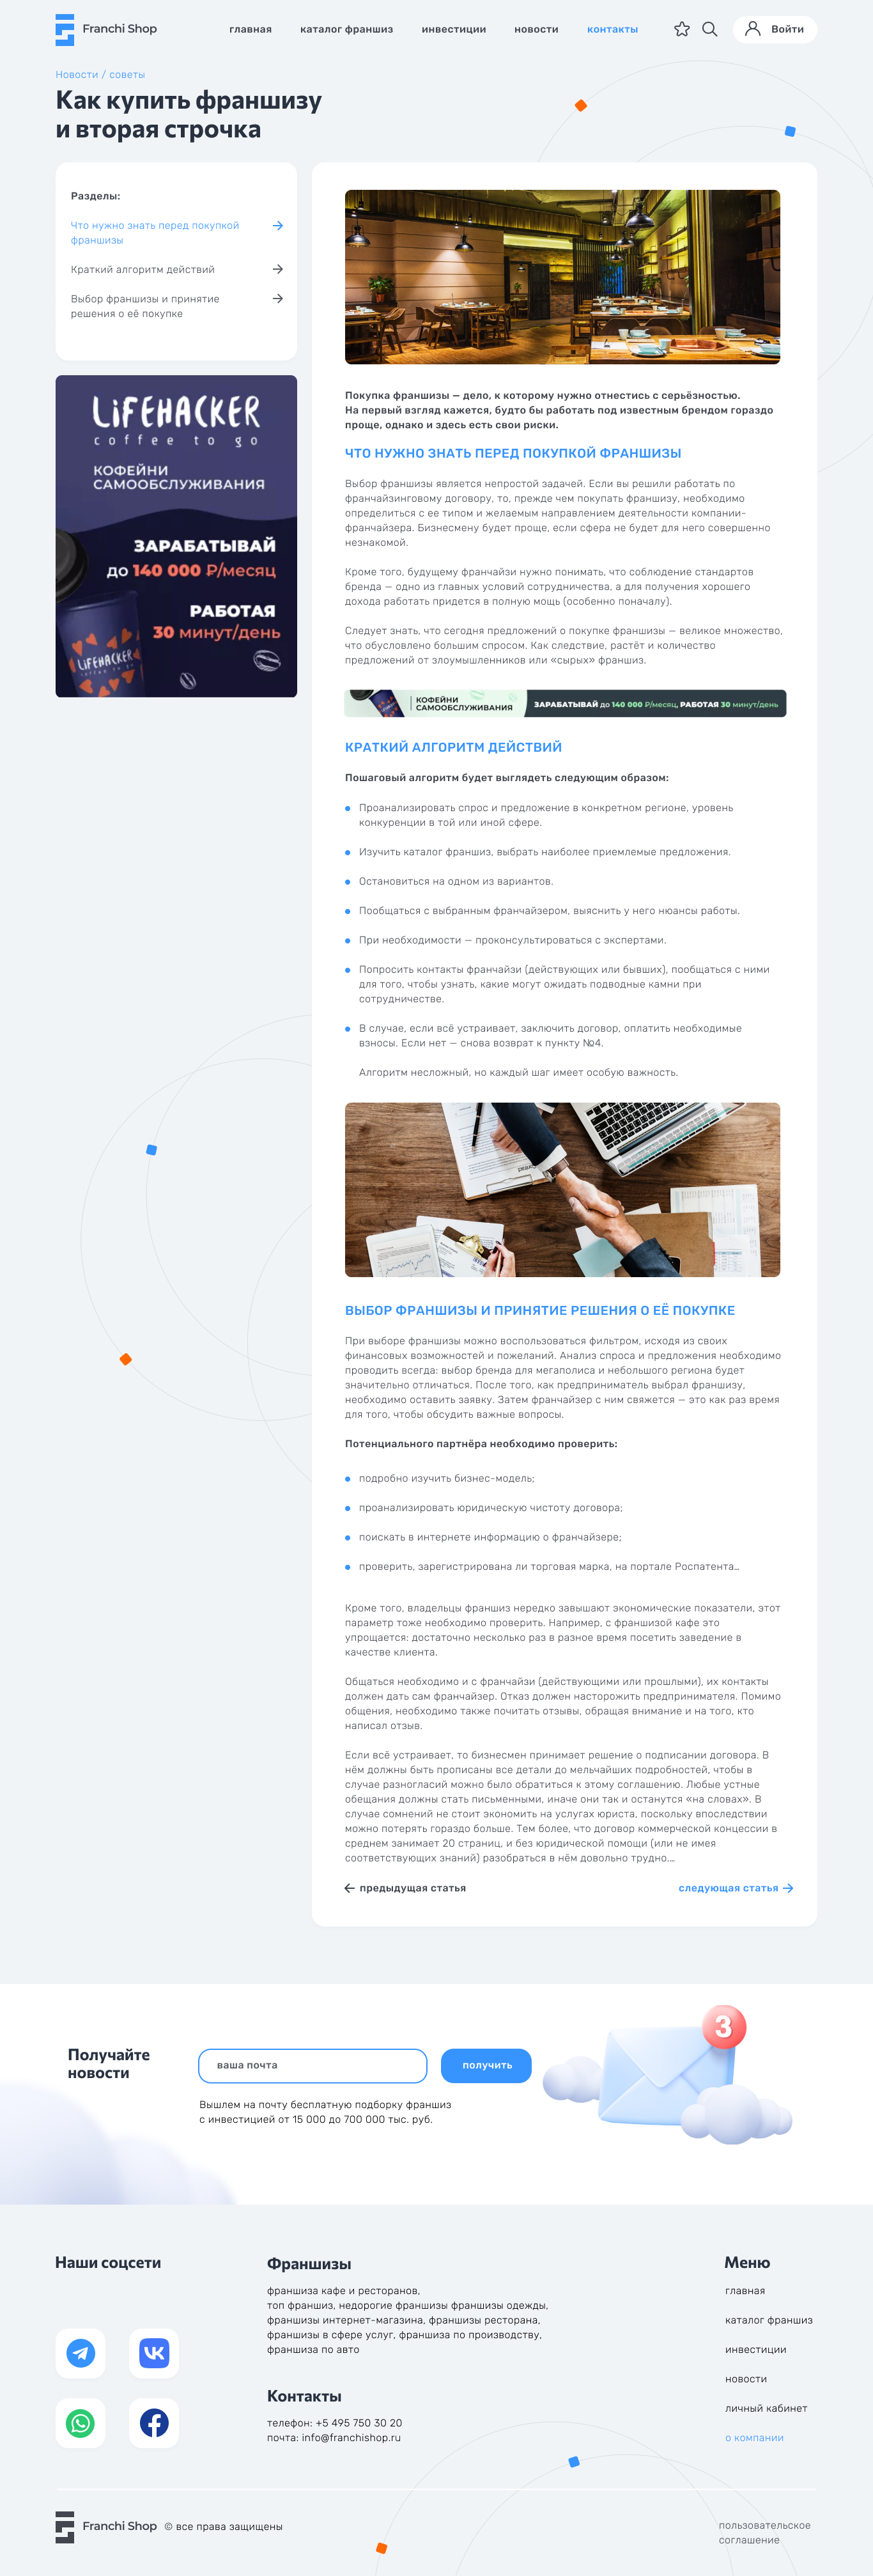 Franchi Shop
главная
каталог франшиз
инвестиции
новости
контакты
Войти
Новости / советы
Как купить франшизу
и вторая строчка
Разделы:
Что нужно знать перед покупкой
франшизы
Краткий алгоритм действий
Выбор франшизы и принятие
решения о её покупке
LIFEHACKER
coffee to go
КОФЕЙНИ
САМООБСЛУЖИВАНИЯ
ЗАРАБАТЫВАЙ
до 140 000 ₽/месяц
РАБОТАЯ
30 минут/день
LIFEHACKER
coffee to go
Покупка франшизы — дело, к которому нужно отнестись с серьёзностью.
На первый взгляд кажется, будто бы работать под известным брендом гораздо
проще, однако и здесь есть свои риски.
ЧТО НУЖНО ЗНАТЬ ПЕРЕД ПОКУПКОЙ ФРАНШИЗЫ
Выбор франшизы является непростой задачей. Если вы решили работать по
франчайзинговому договору, то, прежде чем покупать франшизу, необходимо
определиться с ее типом и желаемым направлением деятельности компании-
франчайзера. Бизнесмену будет проще, если сфера не будет для него совершенно
незнакомой.
Кроме того, будущему франчайзи нужно понимать, что соблюдение стандартов
бренда — одно из главных условий сотрудничества, а для получения хорошего
дохода работать придется в полную мощь (особенно поначалу).
Следует знать, что сегодня предложений о покупке франшизы — великое множество,
что обусловлено большим спросом. Как следствие, растёт и количество
предложений от злоумышленников или «сырых» франшиз.
КОФЕЙНИ
САМООБСЛУЖИВАНИЯ
ЗАРАБАТЫВАЙ до 140 000 ₽/месяц, РАБОТАЯ 30 минут/день
КРАТКИЙ АЛГОРИТМ ДЕЙСТВИЙ
Пошаговый алгоритм будет выглядеть следующим образом:
Проанализировать спрос и предложение в конкретном регионе, уровень
конкуренции в той или иной сфере.
Изучить каталог франшиз, выбрать наиболее приемлемые предложения.
Остановиться на одном из вариантов.
Пообщаться с выбранным франчайзером, выяснить у него нюансы работы.
При необходимости — проконсультироваться с экспертами.
Попросить контакты франчайзи (действующих или бывших), пообщаться с ними
для того, чтобы узнать, какие могут ожидать подводные камни при
сотрудничестве.
В случае, если всё устраивает, заключить договор, оплатить необходимые
взносы. Если нет — снова возврат к пункту №4.
Алгоритм несложный, но каждый шаг имеет особую важность.
ВЫБОР ФРАНШИЗЫ И ПРИНЯТИЕ РЕШЕНИЯ О ЕЁ ПОКУПКЕ
При выборе франшизы можно воспользоваться фильтром, исходя из своих
финансовых возможностей и пожеланий. Анализ спроса и предложения необходимо
проводить всегда: выбор бренда для мегаполиса и небольшого региона будет
значительно отличаться. После того, как предприниматель выбрал франшизу,
необходимо оставить заявку. Затем франчайзер с ним свяжется — это как раз время
для того, чтобы обсудить важные вопросы.
Потенциального партнёра необходимо проверить:
подробно изучить бизнес-модель;
проанализировать юридическую чистоту договора;
поискать в интернете информацию о франчайзере;
проверить, зарегистрирована ли торговая марка, на портале Роспатента...
Кроме того, владельцы франшиз нередко завышают экономические показатели, этот
параметр тоже необходимо проверить. Например, с франшизой кафе это
упрощается: достаточно несколько раз в разное время посетить заведение в
качестве клиента.
Общаться необходимо и с франчайзи (действующими или прошлыми), их контакты
должен дать сам франчайзер. Отказ должен насторожить предпринимателя. Помимо
общения, необходимо также почитать отзывы, обращая внимание и на того, кто
написал отзыв.
Если всё устраивает, то бизнесмен принимает решение о подписании договора. В
нём должны быть прописаны все детали до мельчайших подробностей, чтобы в
случае разногласий можно было обратиться к этому соглашению. Любые устные
обещания должны стать письменными, иначе они так и останутся «на словах». В
случае сомнений не стоит экономить на услугах юриста, поскольку впоследствии
можно потерять гораздо больше. Тем более, что договор коммерческой концессии в
среднем занимает 20 страниц, и без юридической помощи (или не имея
соответствующих знаний) разобраться в нём довольно трудно....
предыдущая статья
следующая статья
Получайте
новости
ваша почта
получить
Вышлем на почту бесплатную подборку франшиз
с инвестицией от 15 000 до 700 000 тыс. руб.
3
Наши соцсети
Франшизы
франшиза кафе и ресторанов,
топ франшиз, недорогие франшизы франшизы одежды,
франшизы интернет-магазина, франшизы ресторана,
франшизы в сфере услуг, франшиза по производству,
франшиза по авто
Контакты
телефон: +5 495 750 30 20
почта: info@franchishop.ru
Меню
главная
каталог франшиз
инвестиции
новости
личный кабинет
о компании
Franchi Shop
© все права защищены
пользовательское
соглашение